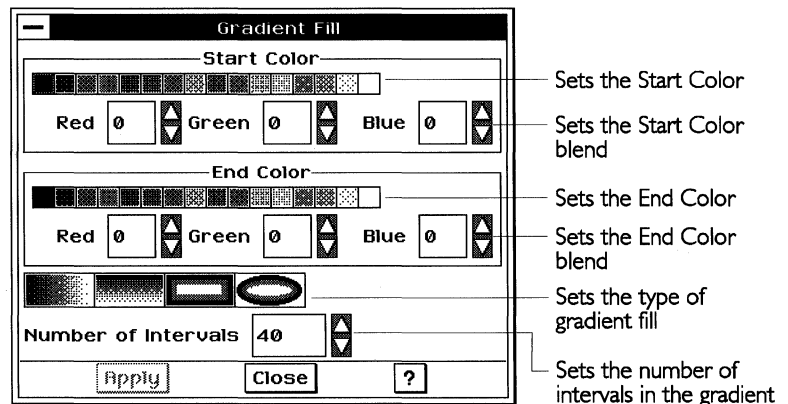 Gradient Fill
Start Color
Sets the Start Color
Red 0 Green 0 Blue 0
Sets the Start Color
blend
End Color
Sets the End Color
Red 0 Green 0 Blue 0
Sets the End Color
blend
Sets the type of
gradient fill
Number of Intervals 40
Sets the number of
intervals in the gradient
Apply Close ?